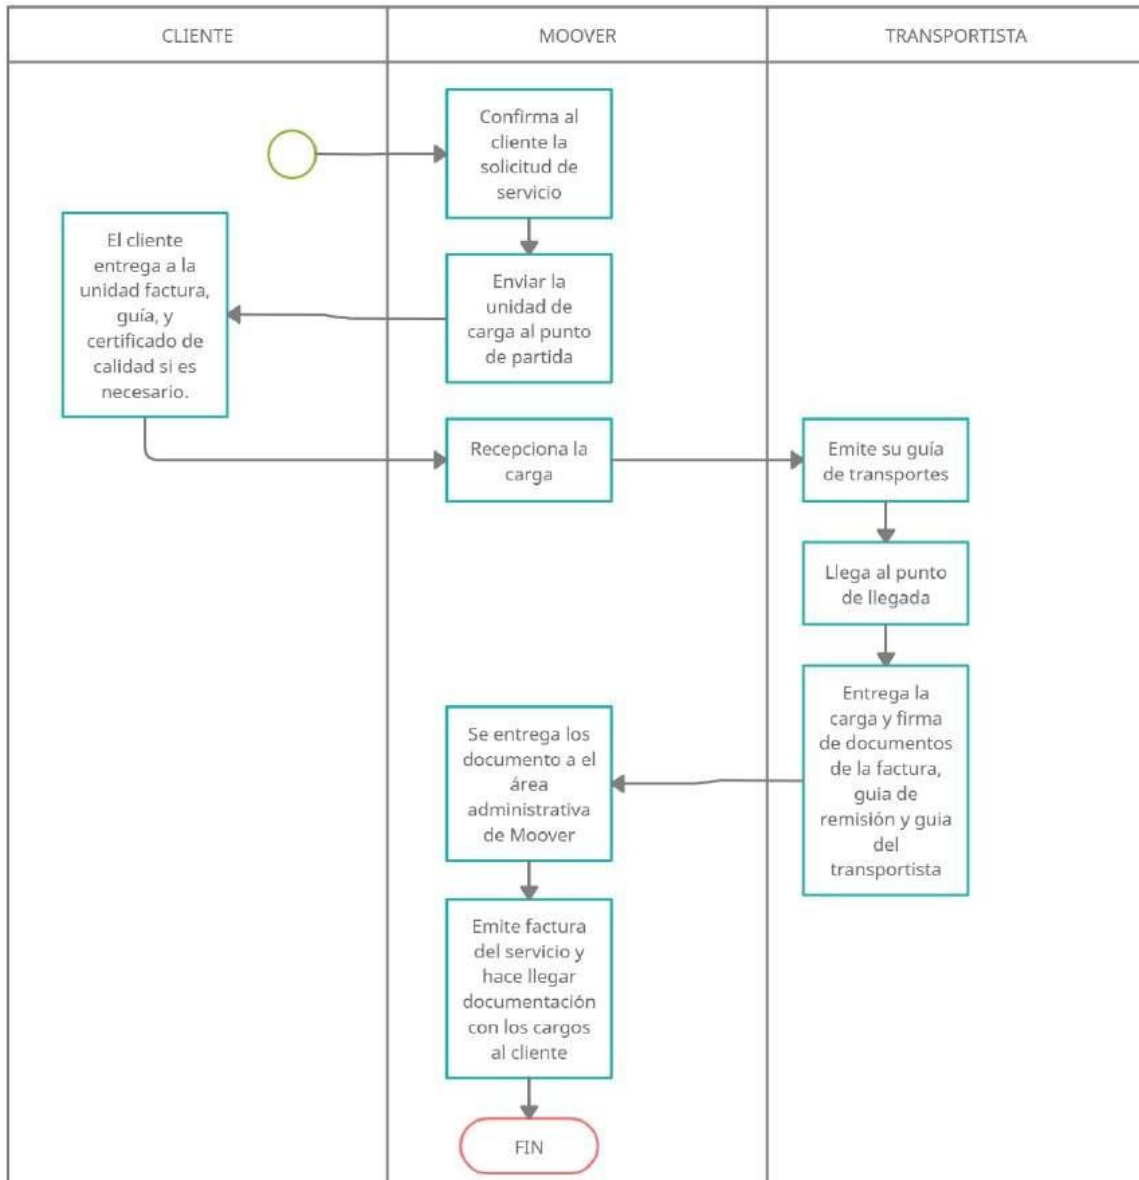 CLIENTE
MOOVER
TRANSPORTISTA
Confirma al
cliente la
solicitud de
servicio
Enviar la
unidad de
carga al punto
de partida
El cliente
entrega a la
unidad factura,
guía, y
certificado de
calidad si es
necesario.
Recepciona la
carga
Emite su guía
de transportes
Llega al punto
de llegada
Entrega la
carga y firma
de documentos
de la factura,
guia de
remisión y guia
del
transportista
Se entrega los
documento a el
área
administrativa
de Moover
Emite factura
del servicio y
hace llegar
documentación
con los cargos
al cliente
FIN